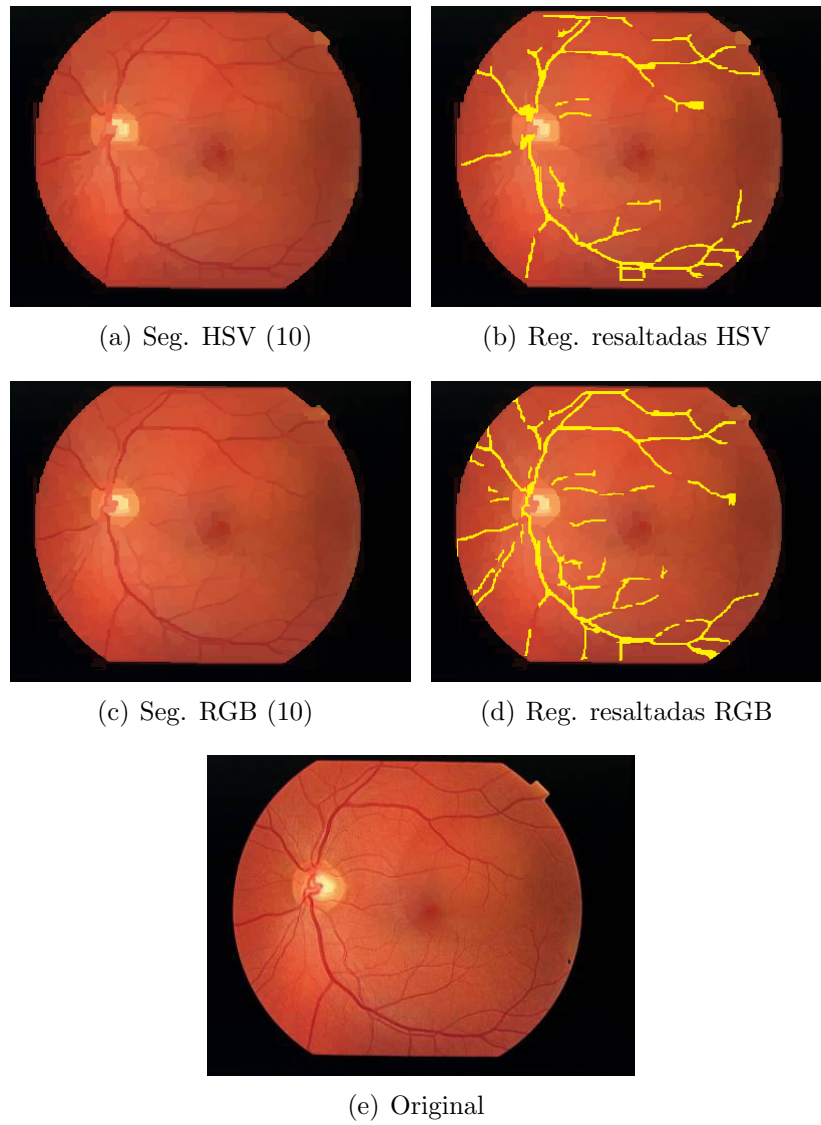 (a) Seg. HSV (10)
(b) Reg. resaltadas HSV
(c) Seg. RGB (10)
(d) Reg. resaltadas RGB
(e) Original